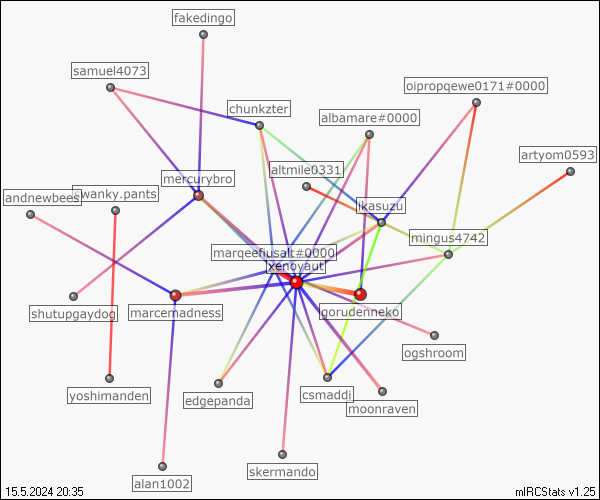 fakedingo
samuel4073
oipropqewe0171#0000
chunkzter
albamare#0000
artyom0593
altmile0331
mercurybro
andnewbees
swanky.pants
ikasuzu
mingus4742
marqeefiusalt#0000
xenoyaut
shutupgaydog
marcemadness
gorudenneko
ogshroom
yoshimanden
edgepanda
csmaddi
moonraven
skermando
alan1002
15.5.2024 20:35
mIRCStats v1.25